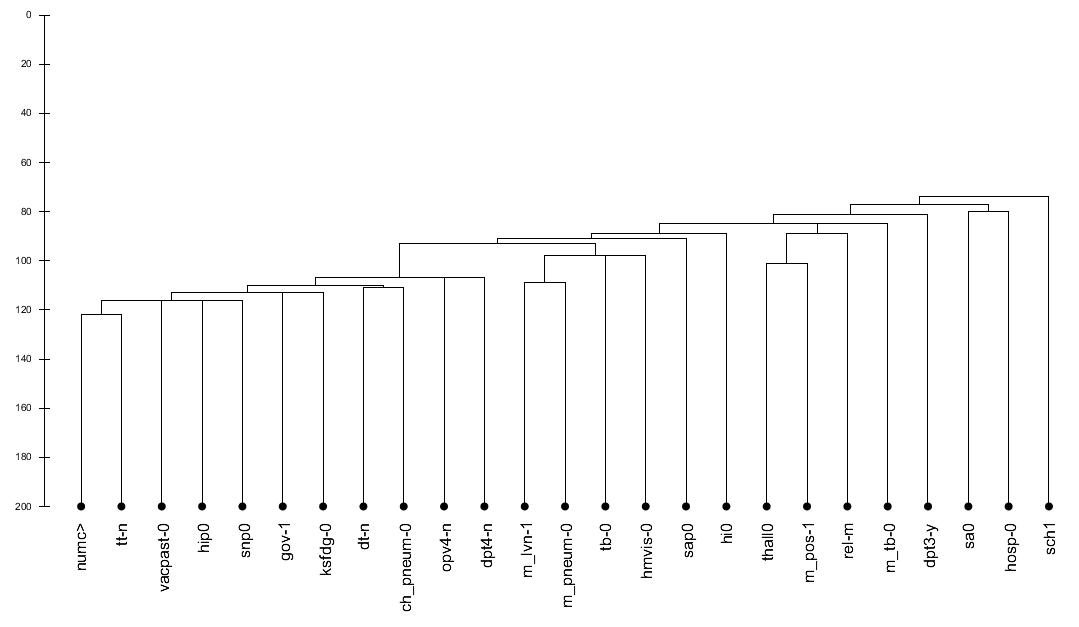 0
20
40
60
80
100
120
140
160
180
200
numc>
tt-n
vacpast-0
hip0
snp0
gov-1
ksfdg-0
dt-n
ch_pneum-0
opv4-n
dpt4-n
m_lvn-1
m_pneum-0
tb-0
hmvis-0
sap0
hi0
thall0
m_pos-1
rel-m
m_tb-0
dpt3-y
sa0
hosp-0
sch1